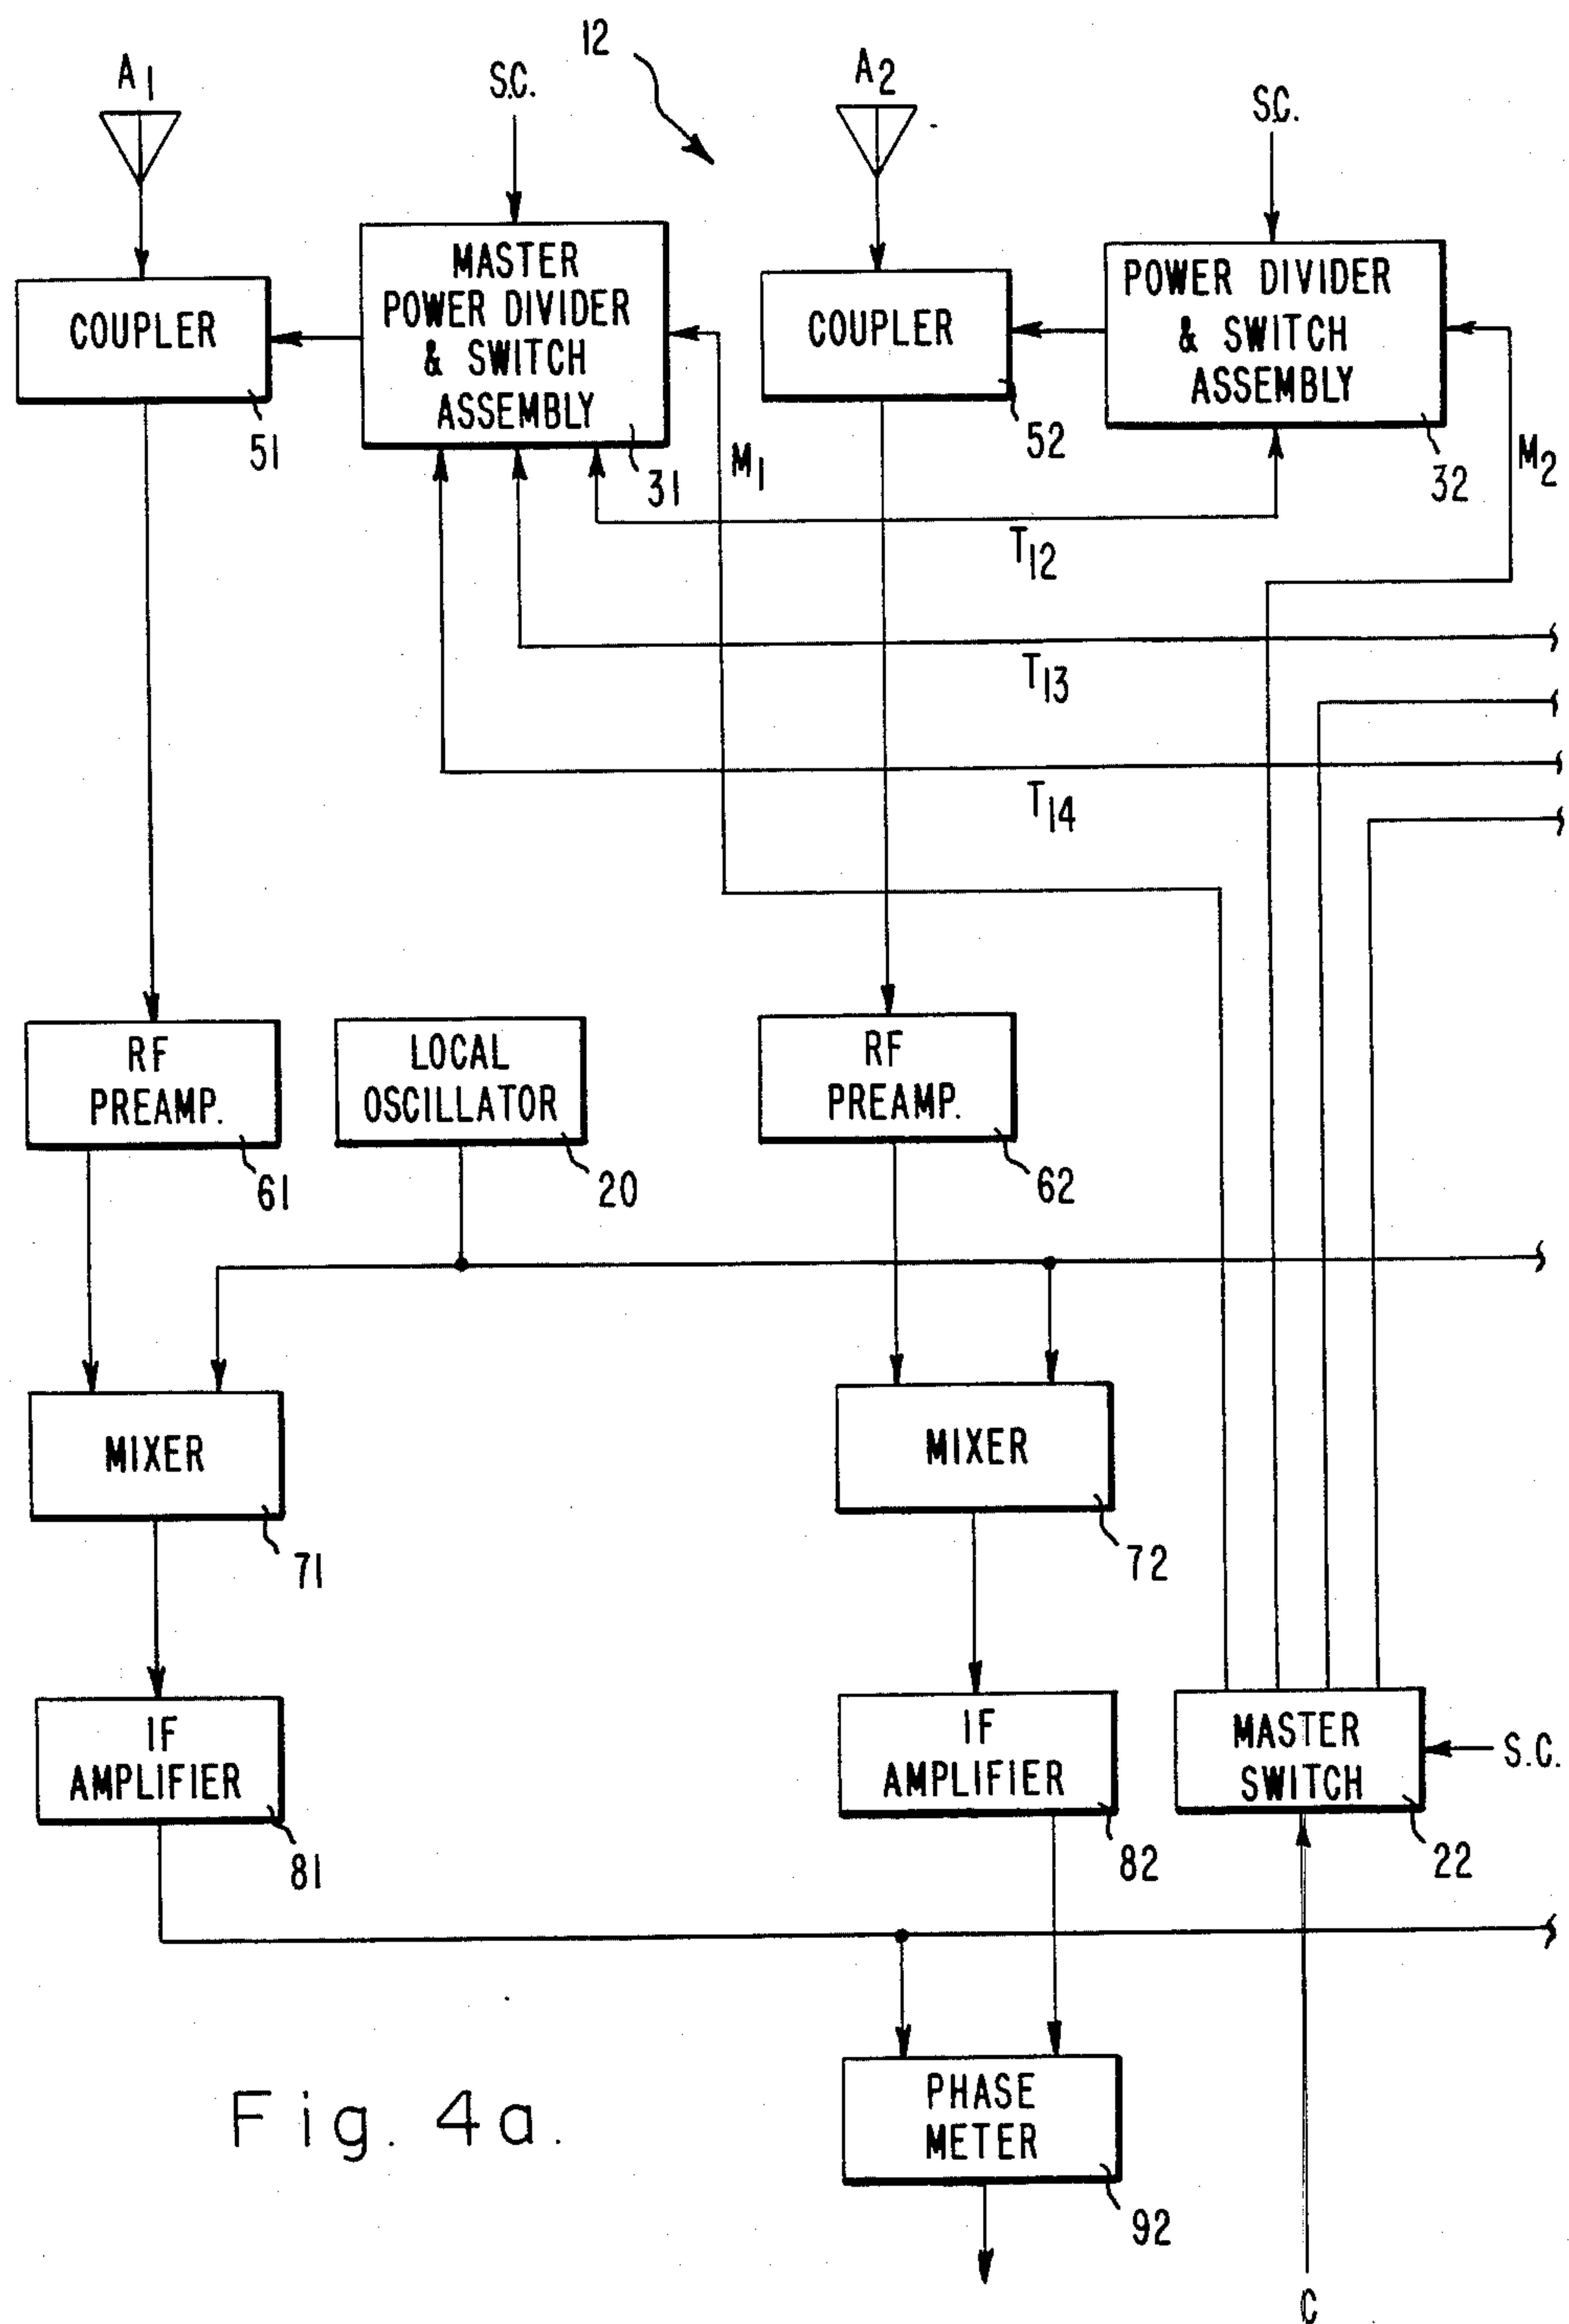 12
A1
S.C.
A2
S.C.
MASTER
POWER DIVIDER
& SWITCH
ASSEMBLY
31
COUPLER
51
COUPLER
52
POWER DIVIDER
& SWITCH
ASSEMBLY
32
M1
M2
T12
T13
T14
RF
PREAMP.
61
LOCAL
OSCILLATOR
20
RF
PREAMP.
62
MIXER
71
MIXER
72
IF
AMPLIFIER
81
IF
AMPLIFIER
82
MASTER
SWITCH
22
S.C.
PHASE
METER
92
C
Fig. 4a.